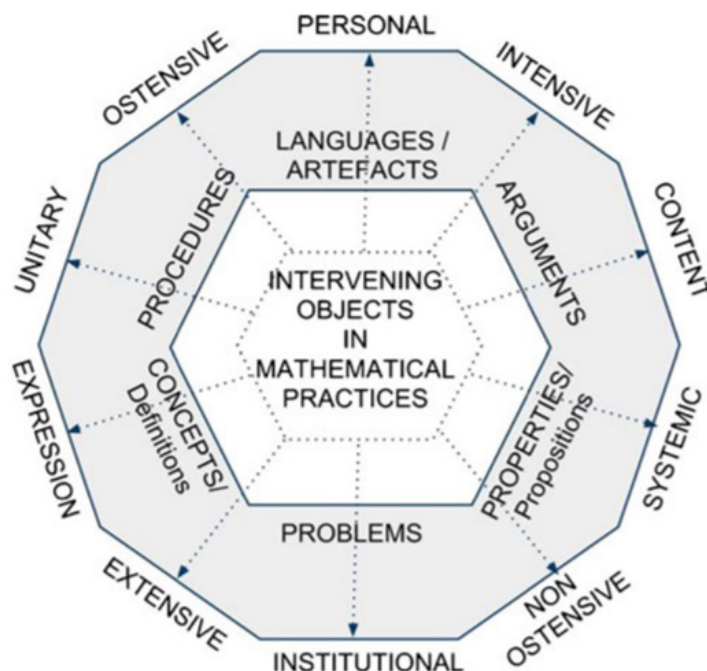 PERSONAL
OSTENSIVE
INTENSIVE
LANGUAGES /
ARTEFACTS
UNITARY
PROCEDURES
ARGUMENTS
CONTENT
INTERVENING
OBJECTS
IN
MATHEMATICAL
PRACTICES
EXPRESSION
CONCEPTS/
Definitions
PROPERTIES/
Propositions
SYSTEMIC
PROBLEMS
EXTENSIVE
NON
OSTENSIVE
INSTITUTIONAL